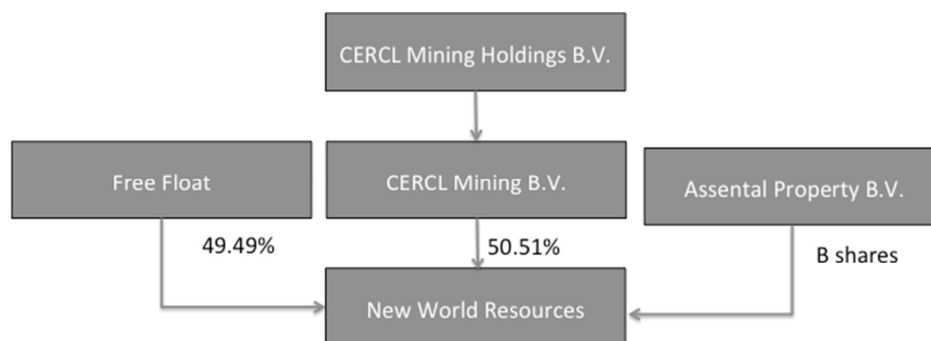 CERCL Mining Holdings B.V.
Free Float
CERCL Mining B.V.
Assental Property B.V.
49.49%
50.51%
B shares
New World Resources